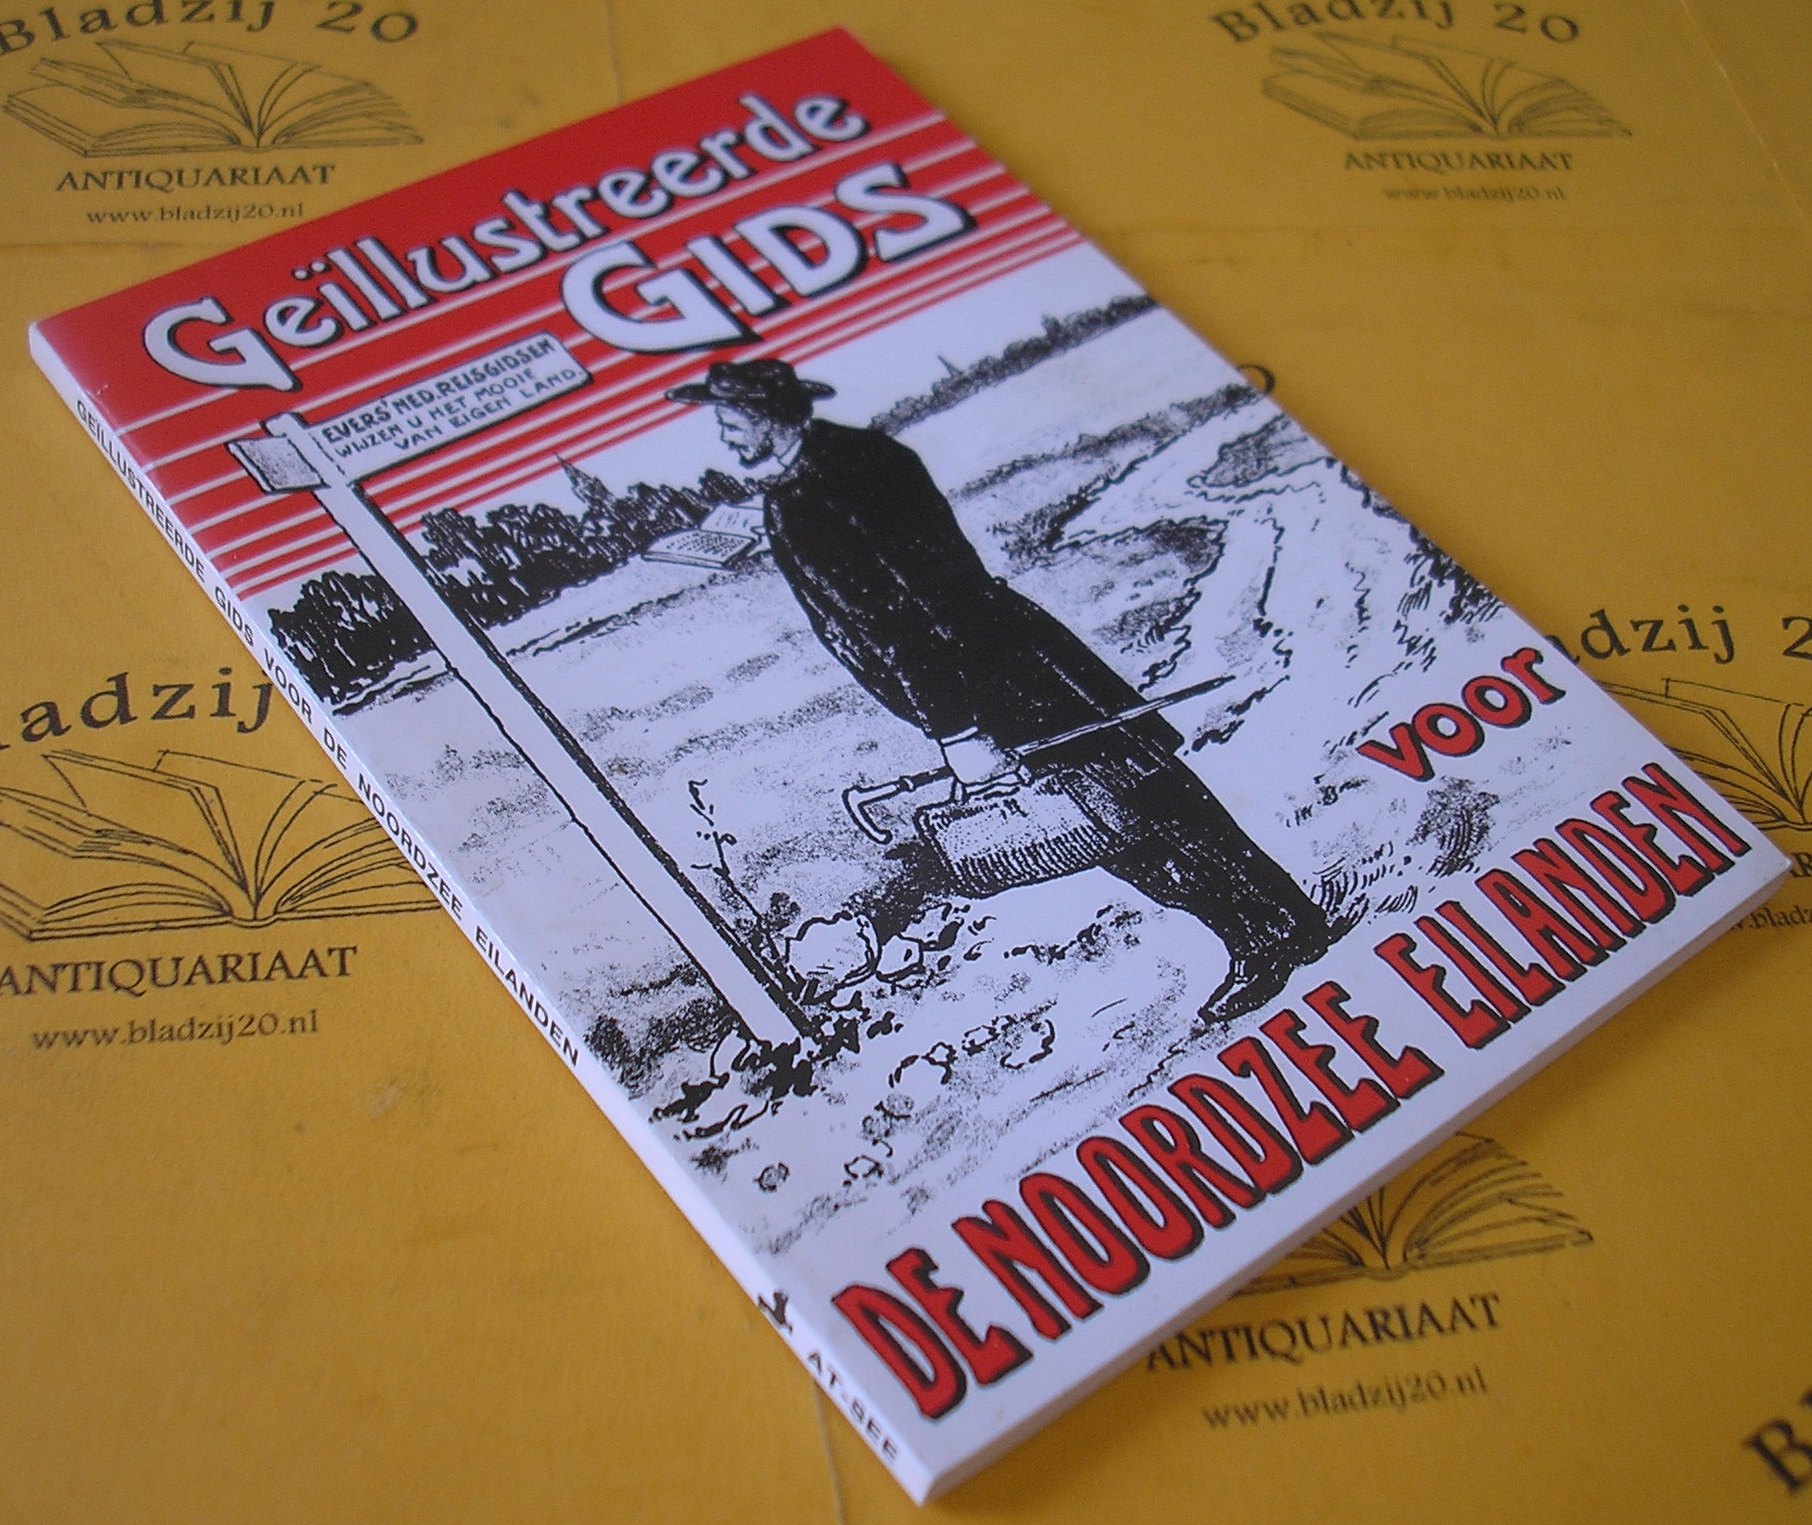 Bladzij 20
ANTIQUARIAAT
www.bladzij20.nl
Bladzij 20
ANTIQUARIAAT
www.bladzij20.nl
Geïllustreerde
GIDS
EVERS' NED. REISGIDSEN
WIJZEN U HET MOOIE
VAN EIGEN LAND.
voor
DE NOORDZEE EILANDEN
GEÏLLUSTREERDE GIDS VOOR DE NOORDZEE EILANDEN
AT-SEE
ladzij
ANTIQUARIAAT
www.bladzij20.nl
adzij 2
ANTIQUARIAAT
www.bladzij20.nl